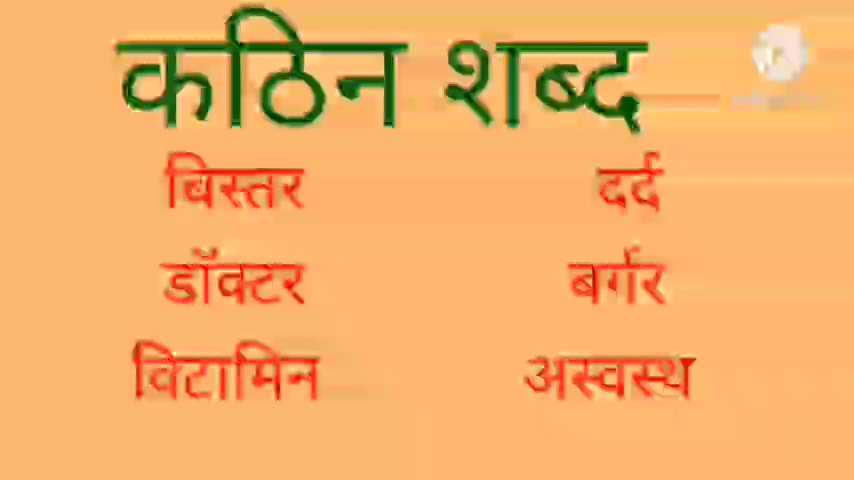 कठिन शब्द
बिस्तर दर्द
डॉक्टर बर्गर
विटामिन अस्वस्थ